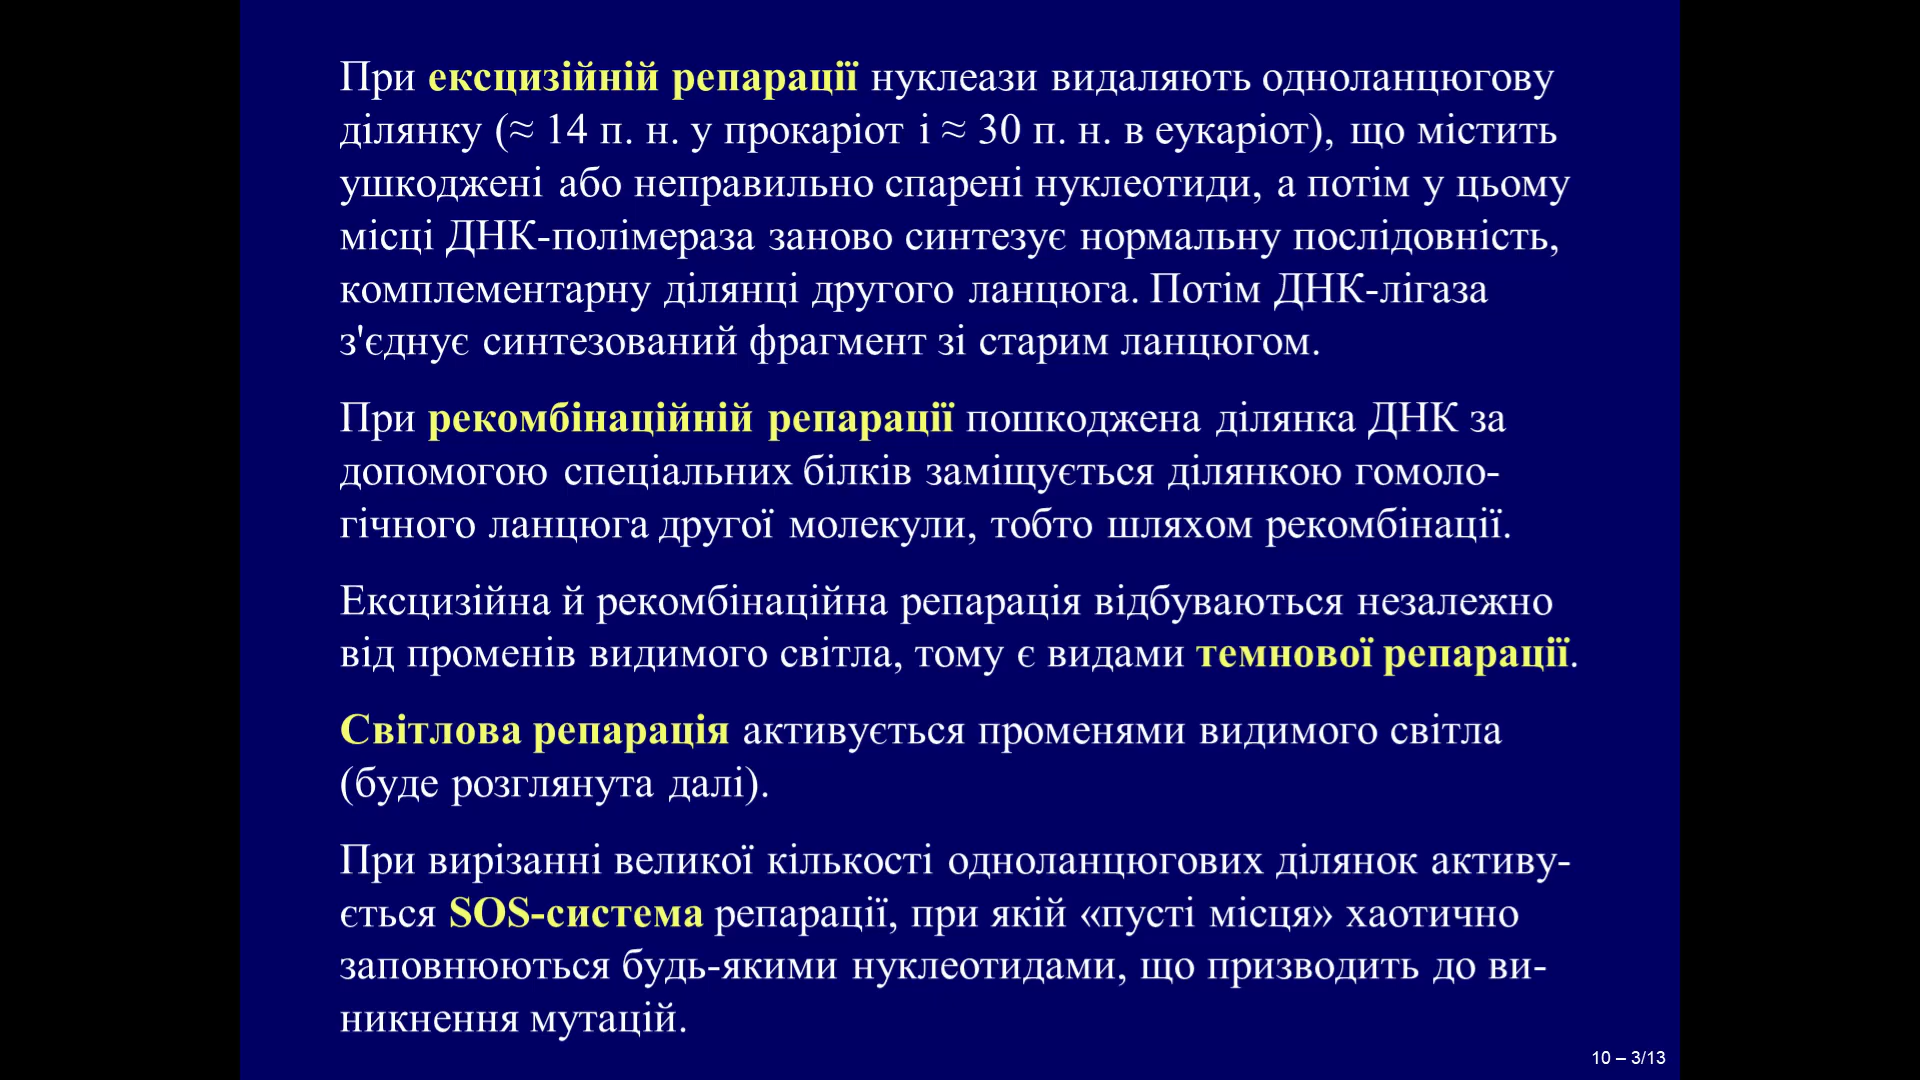 При ексцизійній репарації нуклеази видаляють одноланцюгову
ділянку (≈ 14 п. н. у прокаріот і ≈ 30 п. н. в еукаріот), що містить
ушкоджені або неправильно спарені нуклеотиди, а потім у цьому
місці ДНК-полімераза заново синтезує нормальну послідовність,
комплементарну ділянці другого ланцюга. Потім ДНК-лігаза
з'єднує синтезований фрагмент зі старим ланцюгом.
При рекомбінаційній репарації пошкоджена ділянка ДНК за
допомогою спеціальних білків заміщується ділянкою гомоло-
гічного ланцюга другої молекули, тобто шляхом рекомбінації.
Ексцизійна й рекомбінаційна репарація відбуваються незалежно
від променів видимого світла, тому є видами темнової репарації.
Світлова репарація активується променями видимого світла
(буде розглянута далі).
При вирізанні великої кількості одноланцюгових ділянок активу-
ється SOS-система репарації, при якій «пусті місця» хаотично
заповнюються будь-якими нуклеотидами, що призводить до ви-
никнення мутацій.
10 – 3/13